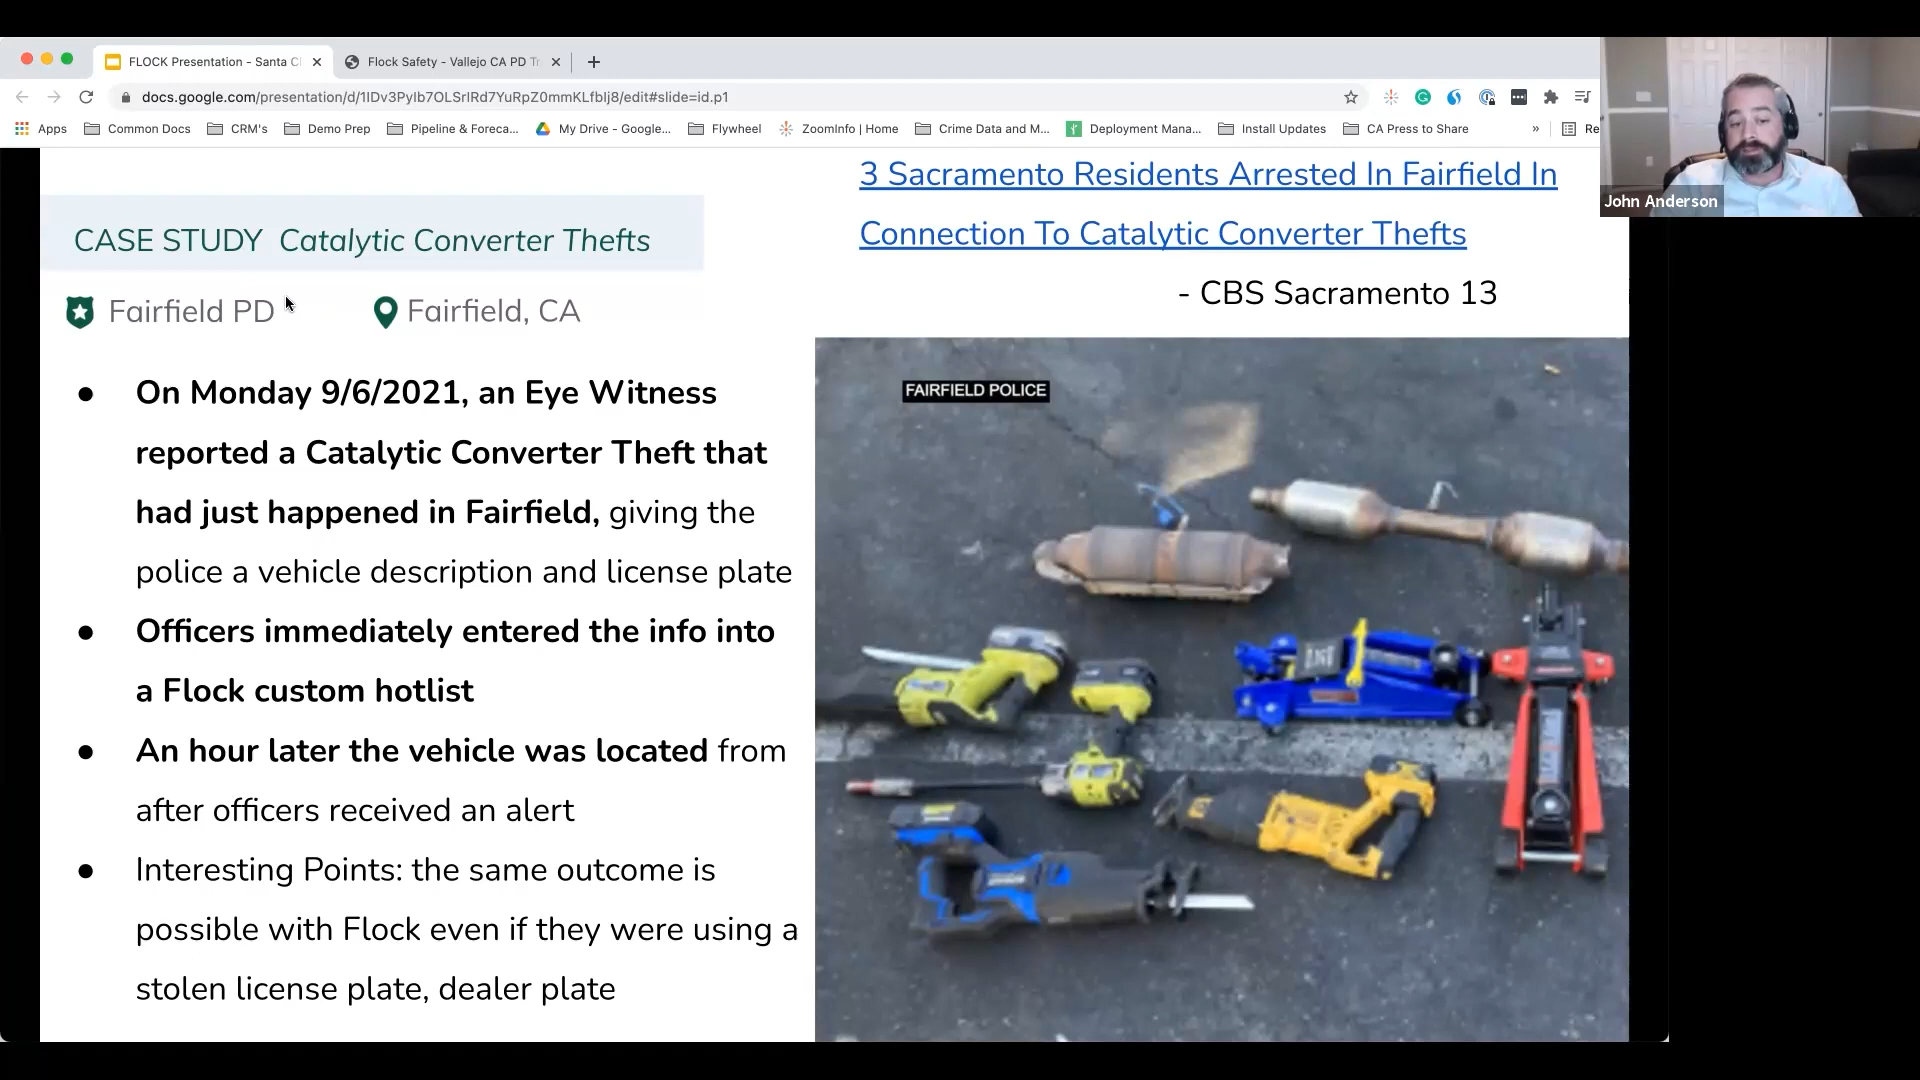 FLOCK Presentation - Santa C
Flock Safety - Vallejo CA PD Tr
docs.google.com/presentation/d/1IDv3PyIb7OLSrIRd7YuRpZ0mmKLfbIj8/edit#slide=id.p1
Apps
Common Docs
CRM's
Demo Prep
Pipeline & Foreca...
My Drive - Google...
Flywheel
ZoomInfo | Home
Crime Data and M...
Deployment Mana...
Install Updates
CA Press to Share
»
Re
John Anderson
CASE STUDY Catalytic Converter Thefts
Fairfield PD
Fairfield, CA
● On Monday 9/6/2021, an Eye Witness
reported a Catalytic Converter Theft that
had just happened in Fairfield, giving the
police a vehicle description and license plate
● Officers immediately entered the info into
a Flock custom hotlist
● An hour later the vehicle was located from
after officers received an alert
● Interesting Points: the same outcome is
possible with Flock even if they were using a
stolen license plate, dealer plate
3 Sacramento Residents Arrested In Fairfield In
Connection To Catalytic Converter Thefts
- CBS Sacramento 13
FAIRFIELD POLICE